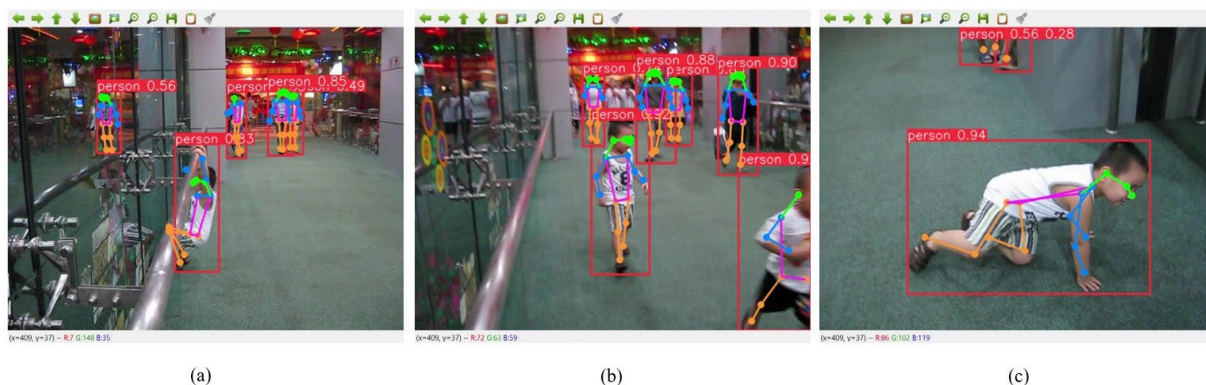 person 0.56
person
0.85
0.49
person 0.83
(x=409, y=37) ~ R:7 G:148 B:35
(a)
person 0.88
person 0.90
person 0.92
person 0.9
(x=409, y=37) ~ R:72 G:63 B:59
(b)
person 0.56 0.28
person 0.94
(x=409, y=37) ~ R:86 G:102 B:119
(c)